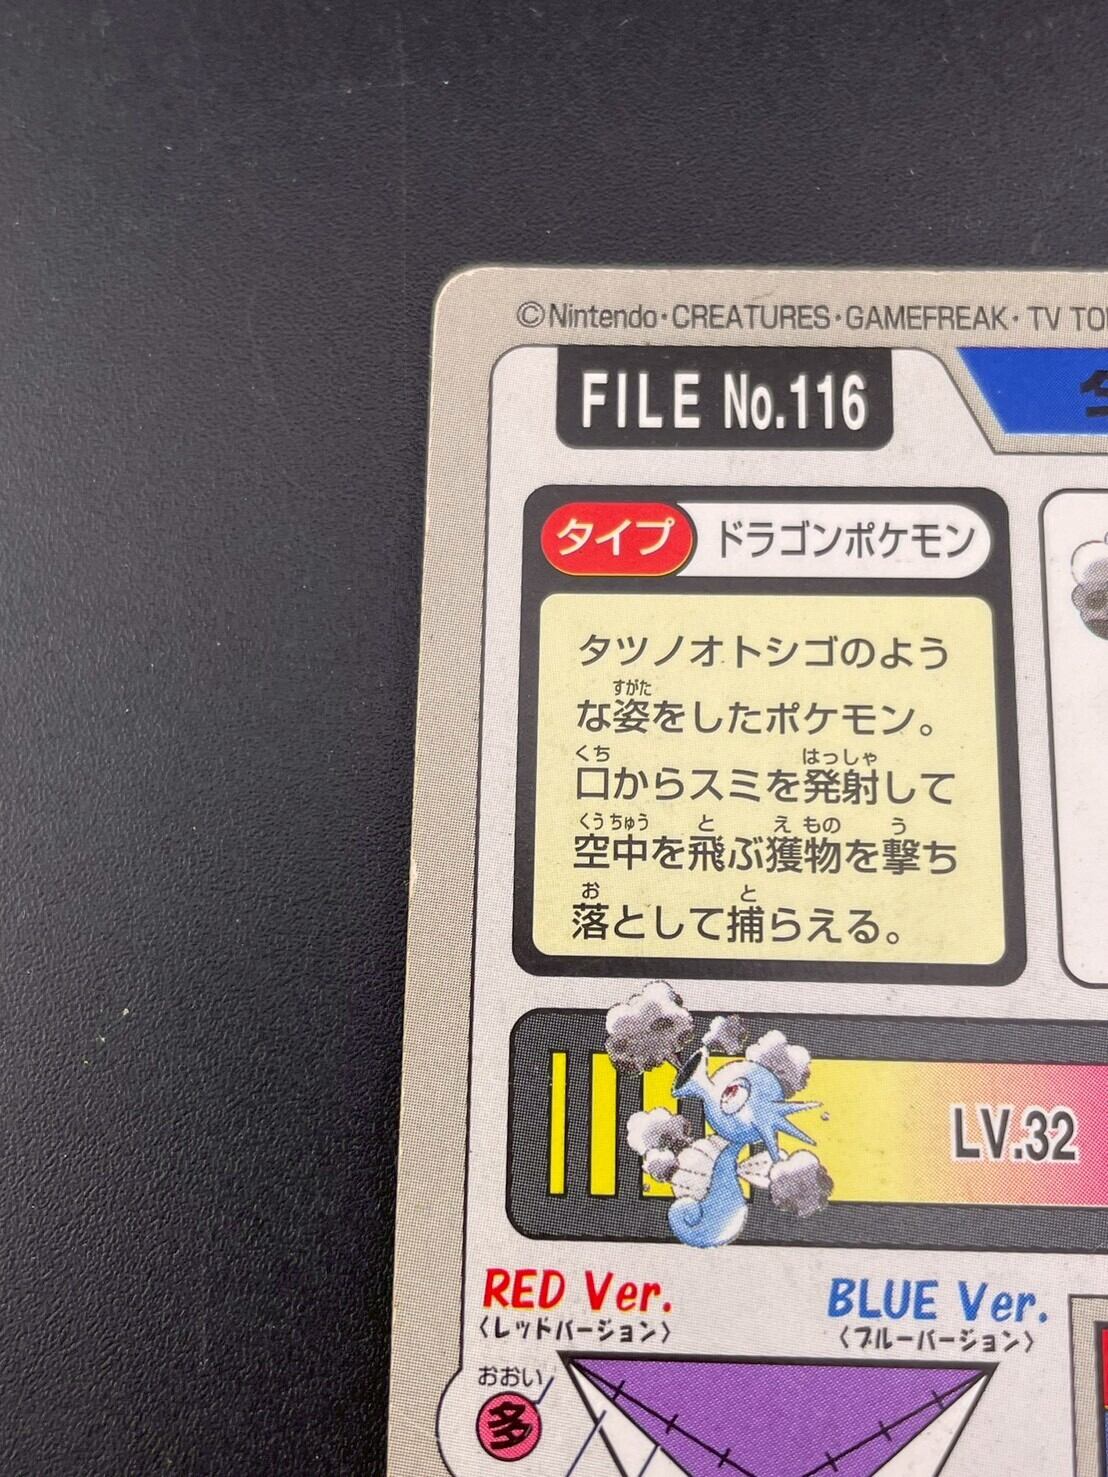 ©Nintendo・CREATURES・GAMEFREAK・TV
FILE No.116
タイプ ドラゴンポケモン
タツノオトシゴのよう
すがた
な姿をしたポケモン。
くち はっしゃ
口からスミを発射して
くうちゅう と えもの う
空中を飛ぶ獲物を撃ち
お と
落として捕らえる。
LV.32
RED Ver. BLUE Ver.
〈レッドバージョン〉 〈ブルーバージョン〉
おおい
多